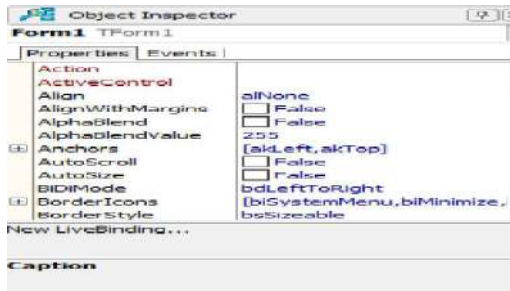 Object Inspector
Form1 TForm1
Properties Events
Action
ActiveControl
Align alNone
AlignWithMargins False
AlphaBlend False
AlphaBlendValue 255
Anchors [akLeft,akTop]
AutoScroll False
AutoSize False
BiDiMode bdLeftToRight
BorderIcons [biSystemMenu,biMinimize,
BorderStyle bsSizeable
New LiveBinding...
Caption